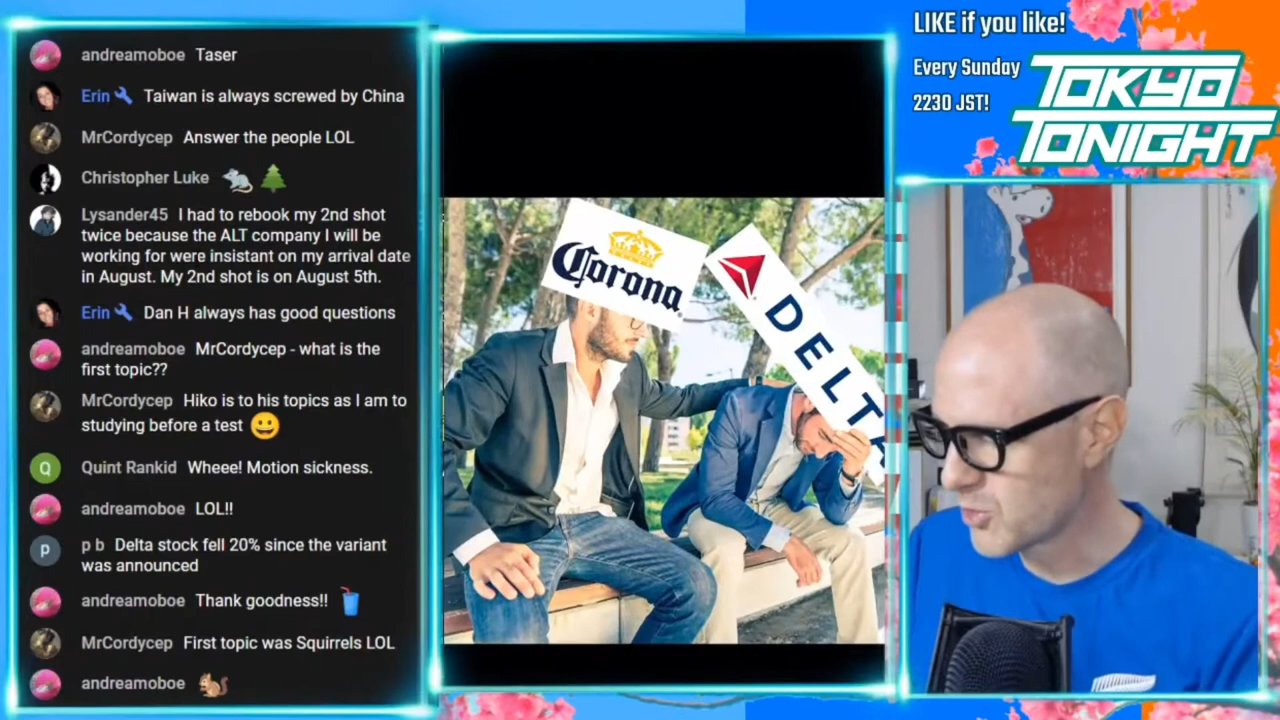 andreamoboe Taser
Erin Taiwan is always screwed by China
MrCordycep Answer the people LOL
Christopher Luke 🐀🌲
Lysander45 I had to rebook my 2nd shot
twice because the ALT company I will be
working for were insistant on my arrival date
in August. My 2nd shot is on August 5th.
Erin Dan H always has good questions
andreamoboe MrCordycep - what is the
first topic??
MrCordycep Hiko is to his topics as I am to
studying before a test 😀
Q
Quint Rankid Wheee! Motion sickness.
andreamoboe LOL!!
P
p b Delta stock fell 20% since the variant
was announced
andreamoboe Thank goodness!! 🥤
MrCordycep First topic was Squirrels LOL
andreamoboe 🐿️
Corona
DELTA
LIKE if you like!
Every Sunday
2230 JST!
TOKYO
TONIGHT